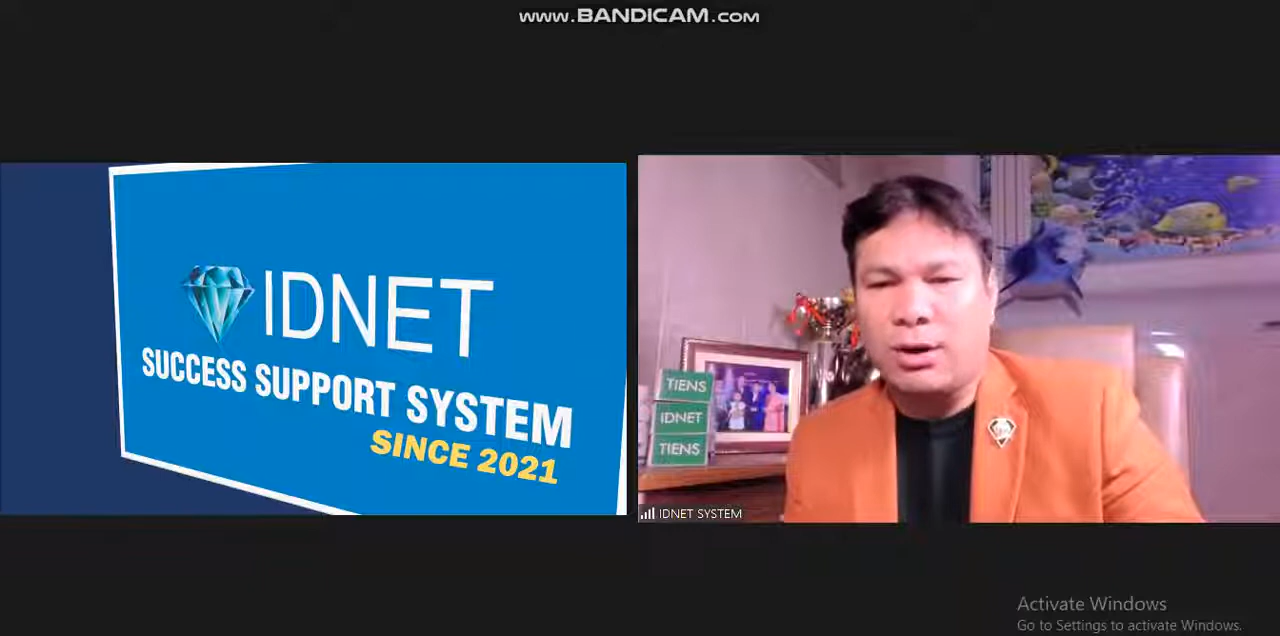 WWW.BANDICAM.COM
IDNET
SUCCESS SUPPORT SYSTEM
SINCE 2021
TIENS
IDNET
TIENS
IDNET SYSTEM
Activate Windows
Go to Settings to activate Windows.